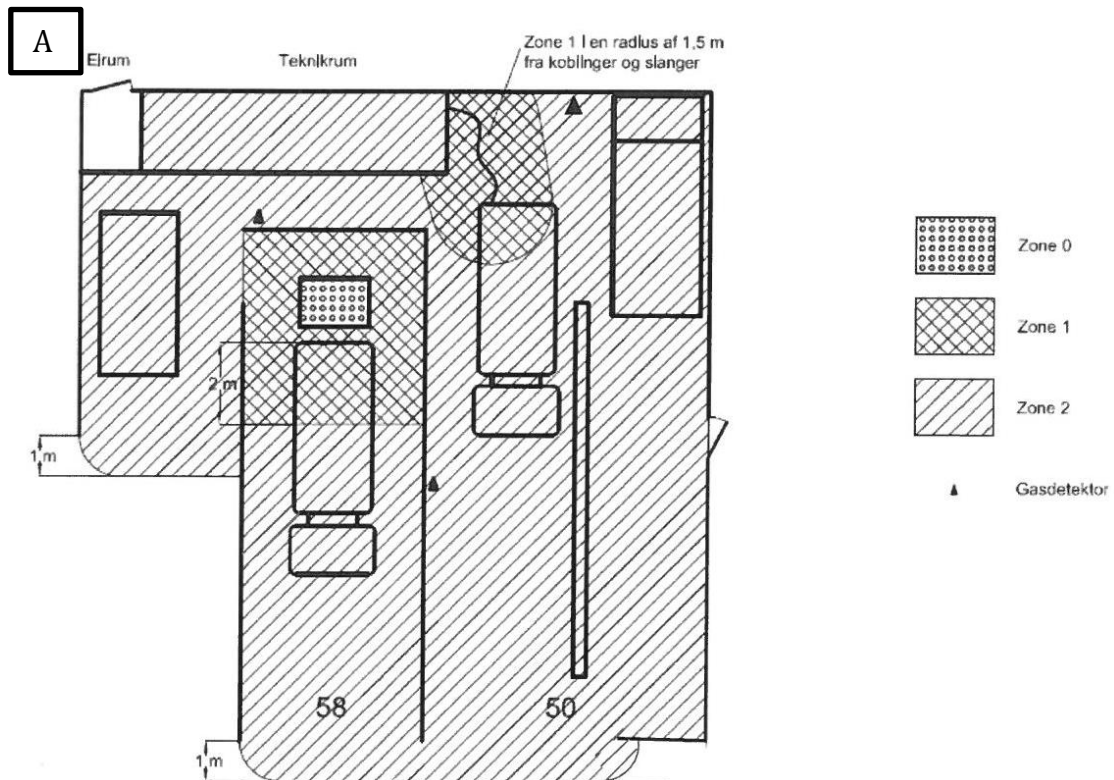 A
Elrum
Teknikrum
Zone 1 i en radius af 1,5 m
fra koblinger og slanger
Zone 0
Zone 1
2 m
Zone 2
1 m
Gasdetektor
58
50
1 m